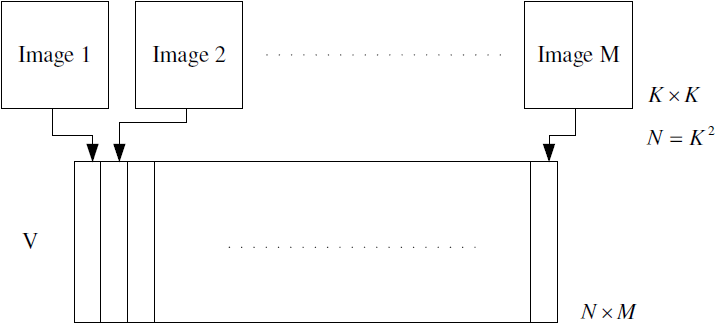 Image 1 Image 2 . . . . . . . . . . . . . . . . . . . . Image M
K × K
N = K²
V . . . . . . . . . . . . . . . . . . . . .
N × M